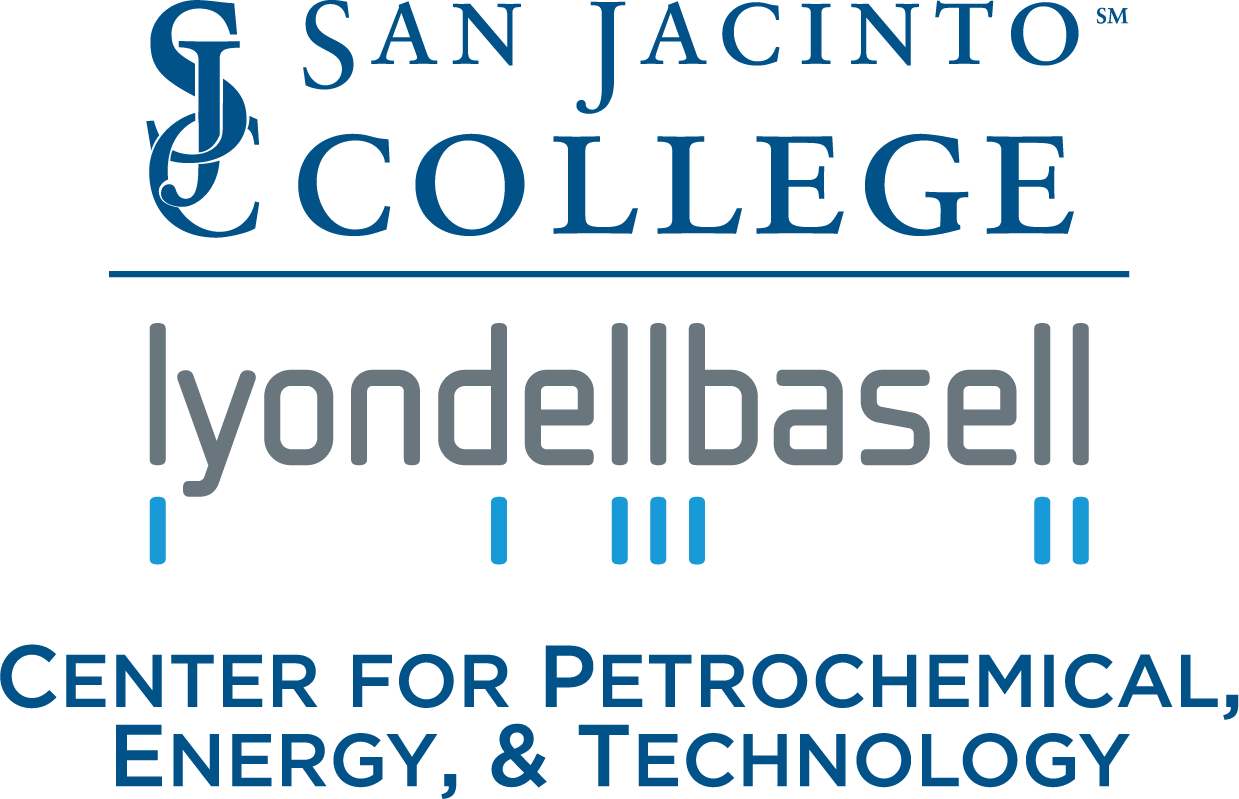 SJC
SAN JACINTO℠
COLLEGE
lyondellbasell
CENTER FOR PETROCHEMICAL,
ENERGY, & TECHNOLOGY